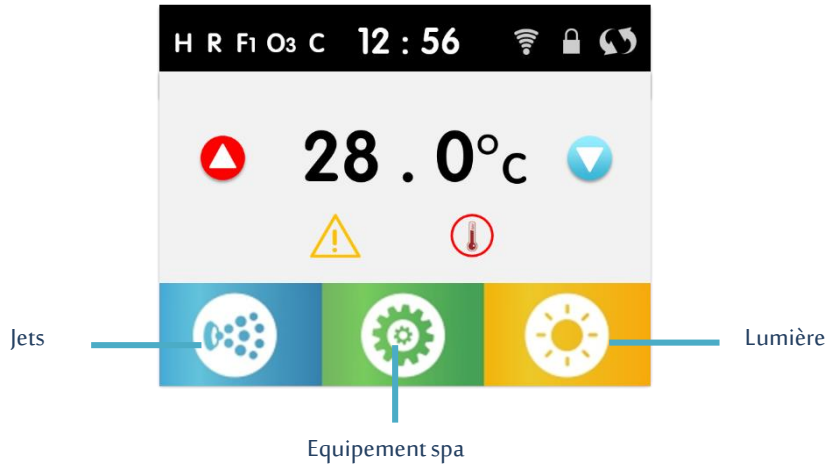 H R F1 O3 C 12 : 56
28 . 0°C
Jets
Lumière
Equipement spa